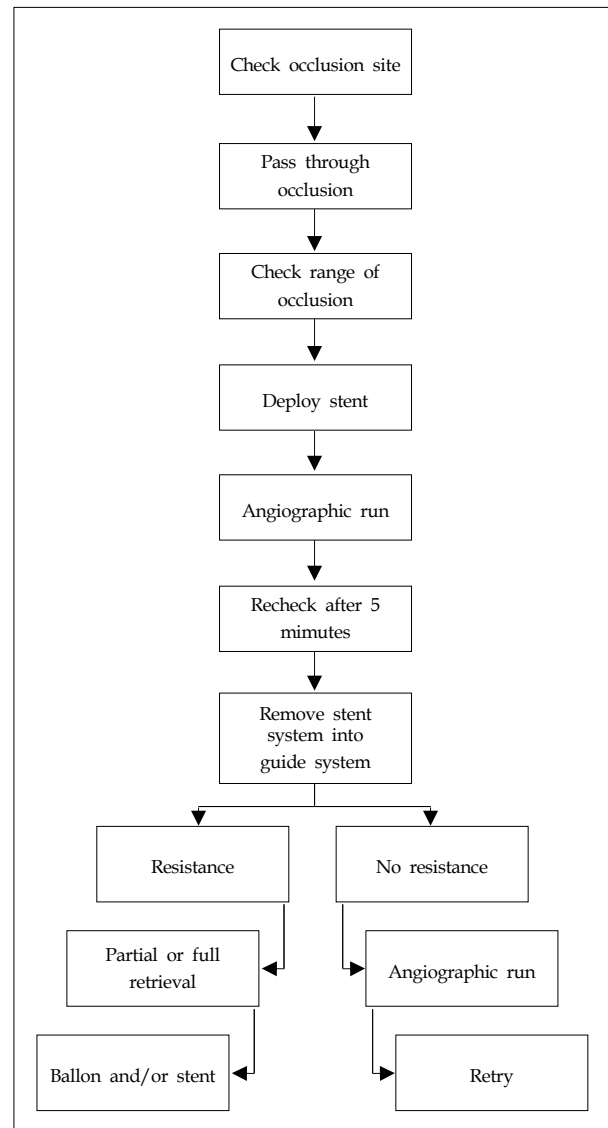 Check occlusion site
Pass through
occlusion
Check range of
occlusion
Deploy stent
Angiographic run
Recheck after 5
mimutes
Remove stent
system into
guide system
Resistance
No resistance
Partial or full
retrieval
Angiographic run
Ballon and/or stent
Retry